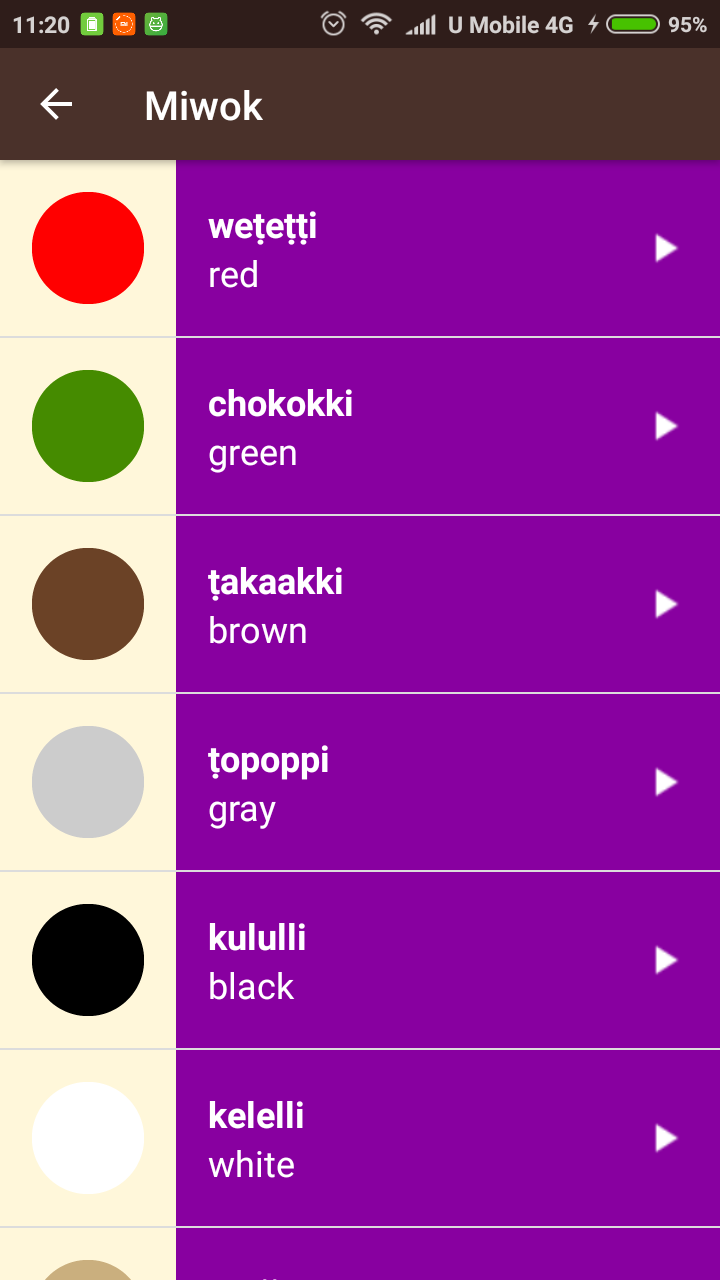 11:20 U Mobile 4G 95%
Miwok
weṭeṭṭi
red
chokokki
green
ṭakaakki
brown
ṭopoppi
gray
kululli
black
kelelli
white